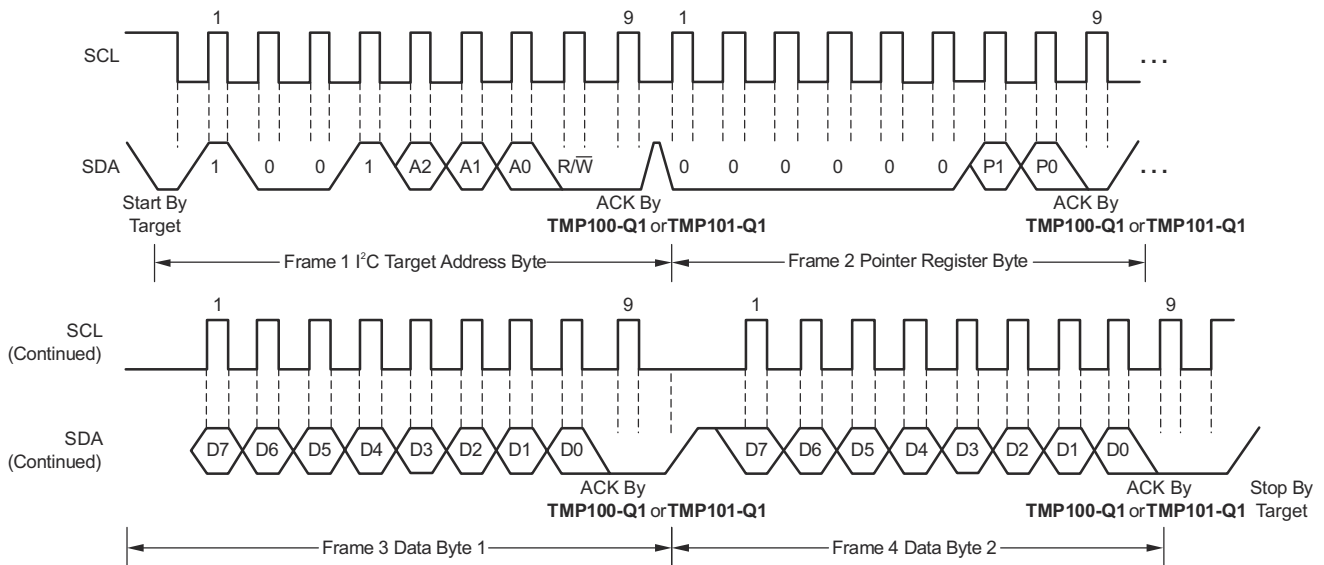 1 9 1 9
SCL ...
SDA 1 0 0 1 A2 A1 A0 R/W̅ 0 0 0 0 0 0 P1 P0 ...
Start By Target
ACK By TMP100-Q1 or TMP101-Q1
ACK By TMP100-Q1 or TMP101-Q1
Frame 1 I²C Target Address Byte
Frame 2 Pointer Register Byte
1 9 1 9
SCL (Continued)
SDA (Continued) D7 D6 D5 D4 D3 D2 D1 D0 D7 D6 D5 D4 D3 D2 D1 D0
ACK By TMP100-Q1 or TMP101-Q1
ACK By TMP100-Q1 or TMP101-Q1
Stop By Target
Frame 3 Data Byte 1
Frame 4 Data Byte 2